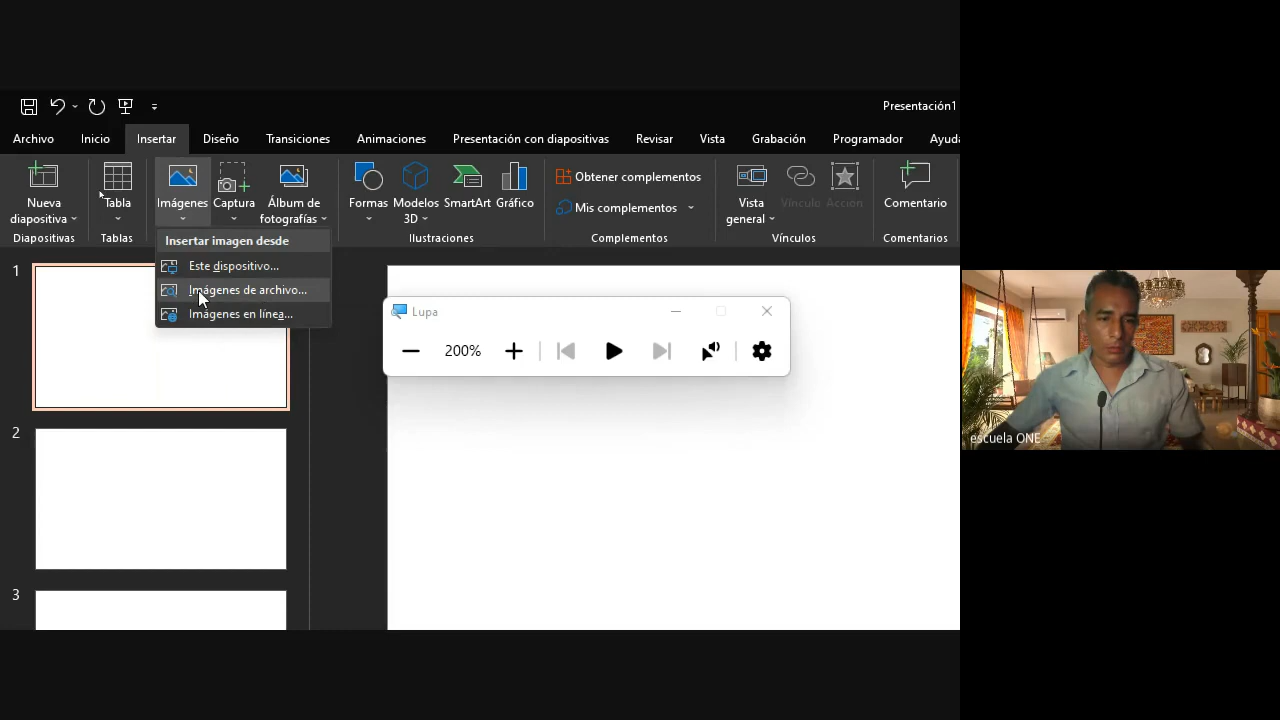 Presentación1
Archivo Inicio Insertar Diseño Transiciones Animaciones Presentación con diapositivas Revisar Vista Grabación Programador Ayuda
Nueva diapositiva
Tabla
Imágenes
Captura
Álbum de fotografías
Formas
Modelos 3D
SmartArt
Gráfico
Obtener complementos
Mis complementos
Vista general
Vínculo
Acción
Comentario
Diapositivas
Tablas
Ilustraciones
Complementos
Vínculos
Comentarios
Insertar imagen desde
Este dispositivo...
Imágenes de archivo...
Imágenes en línea...
1
2
3
Lupa
200%
escuela ONE